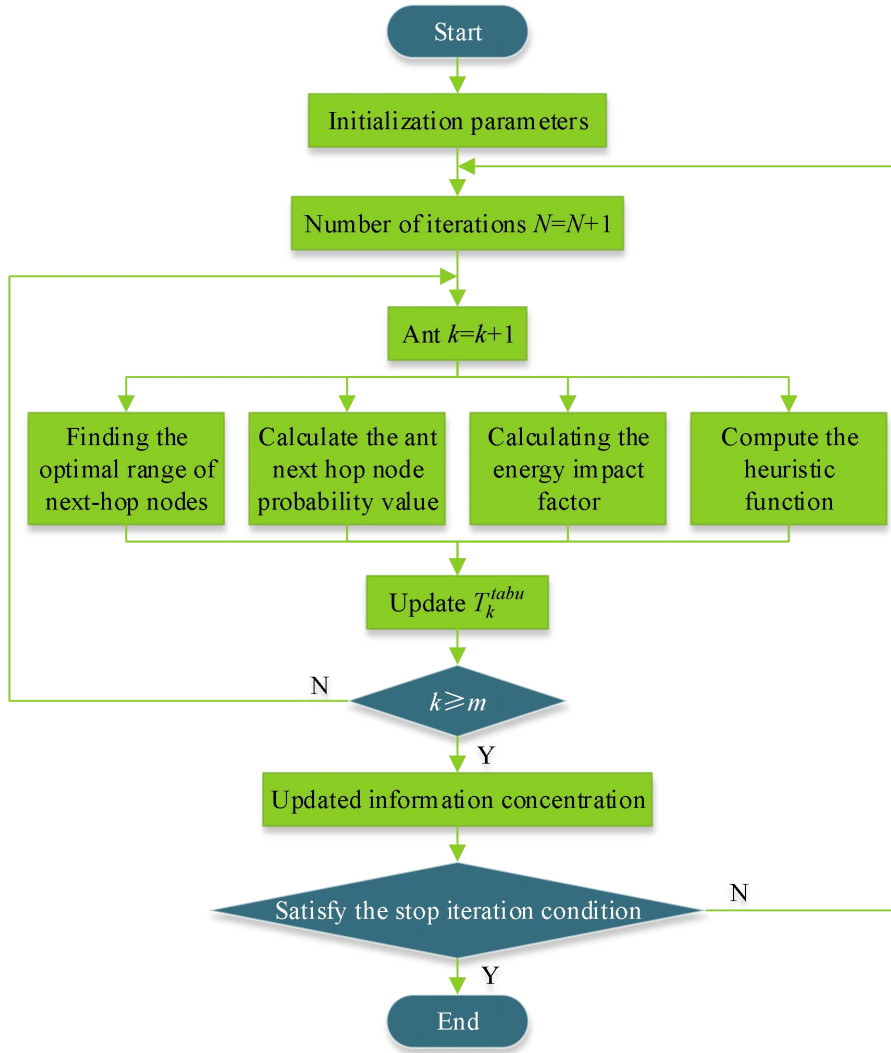 Start
Initialization parameters
Number of iterations N=N+1
Ant k=k+1
Finding the
optimal range of
next-hop nodes
Calculate the ant
next hop node
probability value
Calculating the
energy impact
factor
Compute the
heuristic
function
Update T_k^{tabu}
N
k⩾m
Y
Updated information concentration
Satisfy the stop iteration condition
N
Y
End